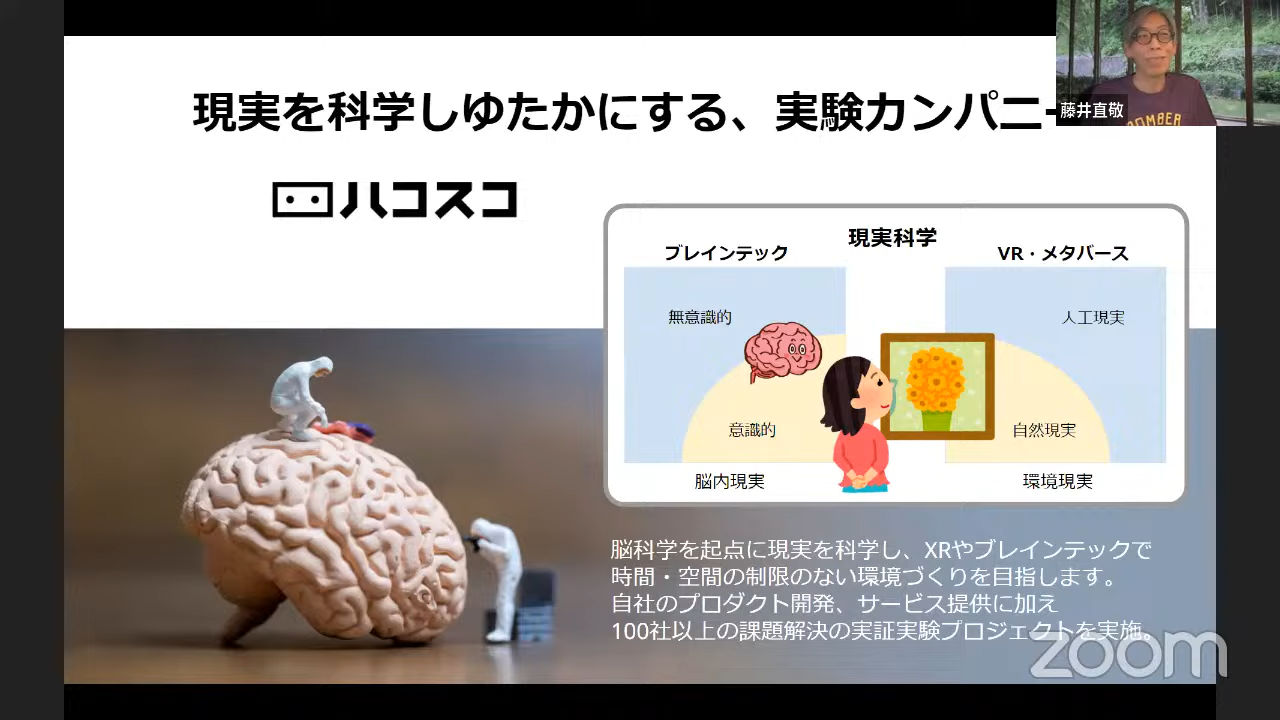 現実を科学しゆたかにする、実験カンパニー
藤井直敬
BOMBER
ハコスコ
現実科学
ブレインテック
VR・メタバース
無意識的
人工現実
意識的
自然現実
脳内現実
環境現実
脳科学を起点に現実を科学し、XRやブレインテックで
時間・空間の制限のない環境づくりを目指します。
自社のプロダクト開発、サービス提供に加え
100社以上の課題解決の実証実験プロジェクトを実施。
zoom